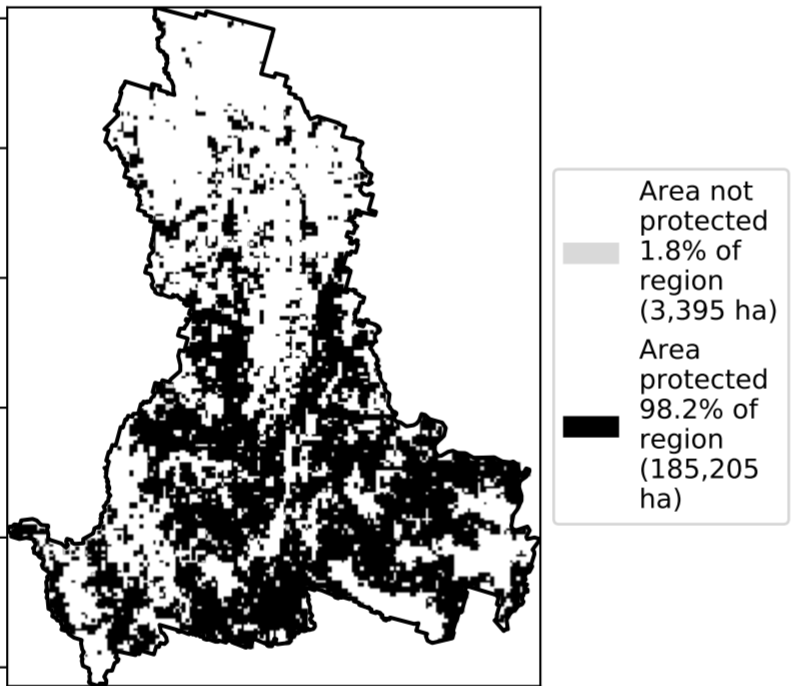 Area not
protected
1.8% of
region
(3,395 ha)
Area
protected
98.2% of
region
(185,205
ha)